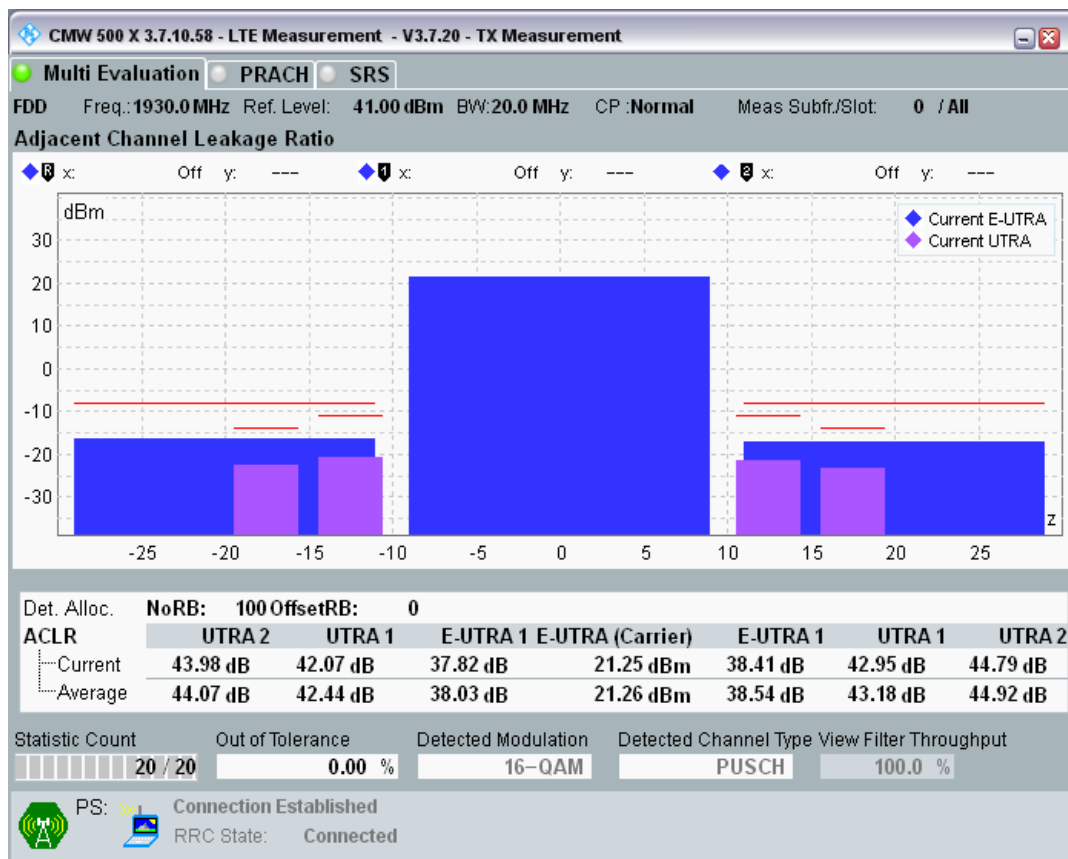 CMW 500 X 3.7.10.58 - LTE Measurement - V3.7.20 - TX Measurement
Multi Evaluation PRACH SRS
FDD Freq.:1930.0 MHz Ref. Level: 41.00 dBm BW:20.0 MHz CP :Normal Meas Subfr./Slot: 0 / All
Adjacent Channel Leakage Ratio
R x: Off y: --- 1 x: Off y: --- 2 x: Off y: ---
dBm
Current E-UTRA
Current UTRA
30
20
10
0
-10
-20
-30
z
-25 -20 -15 -10 -5 0 5 10 15 20 25
Det. Alloc. NoRB: 100 OffsetRB: 0
ACLR UTRA 2 UTRA 1 E-UTRA 1 E-UTRA (Carrier) E-UTRA 1 UTRA 1 UTRA 2
Current 43.98 dB 42.07 dB 37.82 dB 21.25 dBm 38.41 dB 42.95 dB 44.79 dB
Average 44.07 dB 42.44 dB 38.03 dB 21.26 dBm 38.54 dB 43.18 dB 44.92 dB
Statistic Count Out of Tolerance Detected Modulation Detected Channel Type View Filter Throughput
20 / 20 0.00 % 16-QAM PUSCH 100.0 %
PS: Connection Established
RRC State: Connected